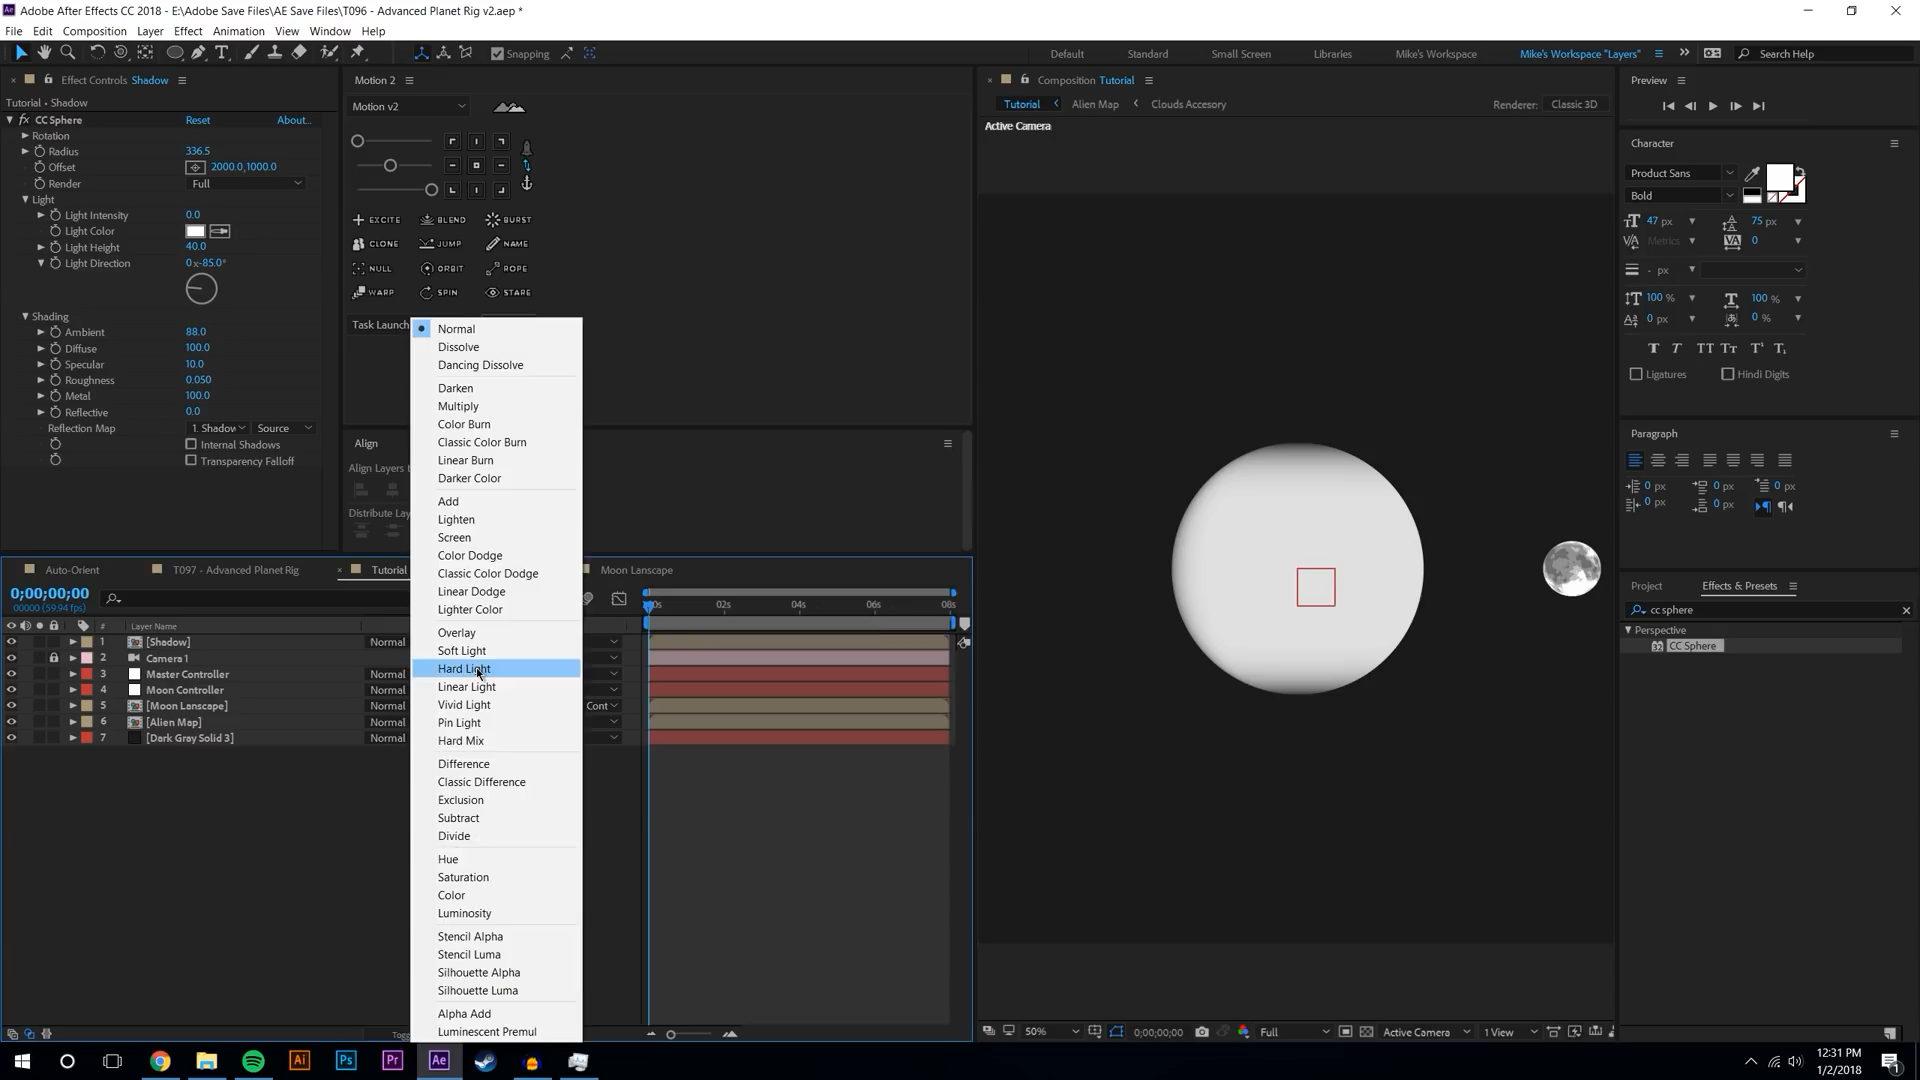 Adobe After Effects CC 2018 - E:\Adobe Save Files\AE Save Files\T096 - Advanced Planet Rig v2.aep *
File Edit Composition Layer Effect Animation View Window Help
Snapping
Default Standard Small Screen Libraries Mike's Workspace Mike's Workspace "Layers" Search Help
Effect Controls Shadow
Tutorial • Shadow
fx CC Sphere Reset About...
Rotation
Radius 336.5
Offset 2000.0,1000.0
Render Full
Light
Light Intensity 0.0
Light Color
Light Height 40.0
Light Direction 0x-85.0°
Shading
Ambient 88.0
Diffuse 100.0
Specular 10.0
Roughness 0.050
Metal 100.0
Reflective 0.0
Reflection Map 1. Shadow Source
Internal Shadows
Transparency Falloff
Motion 2
Motion v2
EXCITE BLEND BURST
CLONE JUMP NAME
NULL ORBIT ROPE
WARP SPIN STARE
Task Launch
Align
Align Layers t
Distribute Lay
Normal
Dissolve
Dancing Dissolve
Darken
Multiply
Color Burn
Classic Color Burn
Linear Burn
Darker Color
Add
Lighten
Screen
Color Dodge
Classic Color Dodge
Linear Dodge
Lighter Color
Overlay
Soft Light
Hard Light
Linear Light
Vivid Light
Pin Light
Hard Mix
Difference
Classic Difference
Exclusion
Subtract
Divide
Hue
Saturation
Color
Luminosity
Stencil Alpha
Stencil Luma
Silhouette Alpha
Silhouette Luma
Alpha Add
Luminescent Premul
Composition Tutorial
Tutorial Alien Map Clouds Accesory
Renderer: Classic 3D
Active Camera
50% 0;00;00;00 Full Active Camera 1 View
Auto-Orient T097 - Advanced Planet Rig Tutorial Moon Lanscape
0;00;00;00
00000 (59.94 fps)
02s 04s 06s 08s
# Layer Name
1 [Shadow] Normal
2 Camera 1
3 Master Controller Normal
4 Moon Controller Normal
5 [Moon Lanscape] Normal Cont
6 [Alien Map] Normal
7 [Dark Gray Solid 3] Normal
Togg
Preview
Character
Product Sans
Bold
47 px 75 px
Metrics 0
- px
100 % 100 %
0 px 0 %
Ligatures Hindi Digits
Paragraph
0 px 0 px 0 px
0 px 0 px
Project Effects & Presets
cc sphere
Perspective
CC Sphere
12:31 PM
1/2/2018